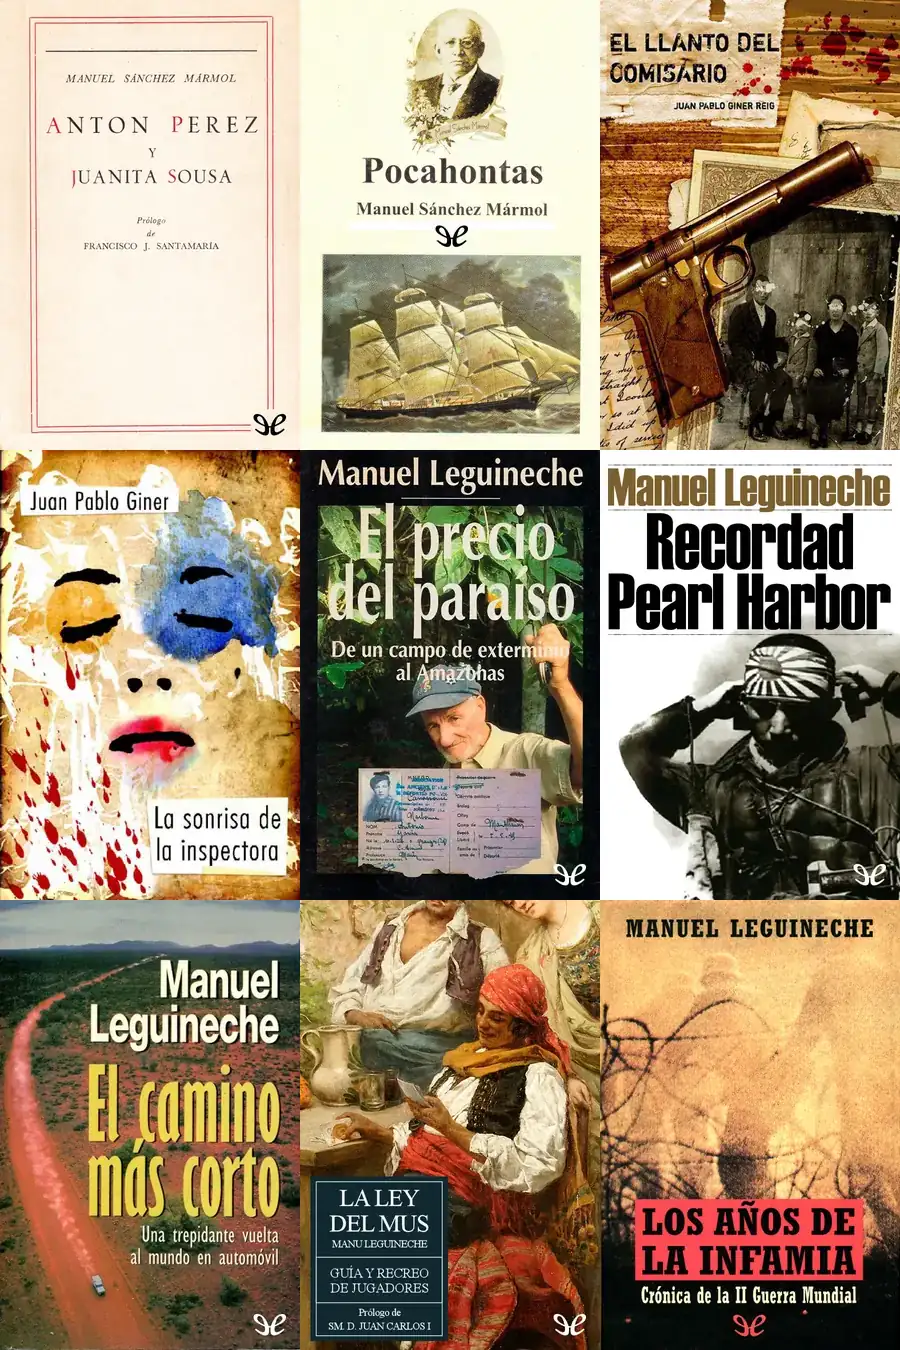 MANUEL SÁNCHEZ MÁRMOL
ANTON PEREZ
Y
JUANITA SOUSA
Prólogo
de
FRANCISCO J. SANTAMARÍA
Pocahontas
Manuel Sánchez Mármol
EL LLANTO DEL
COMISARIO
JUAN PABLO GINER REIG
Juan Pablo Giner
La sonrisa de
la inspectora
Manuel Leguineche
El precio
del paraíso
De un campo de exterminio
al Amazonas
Manuel Leguineche
Recordad
Pearl Harbor
Manuel
Leguineche
El camino
más corto
Una trepidante vuelta
al mundo en automóvil
LA LEY
DEL MUS
MANU LEGUINECHE
GUÍA Y RECREO
DE JUGADORES
Prólogo de
SM. D. JUAN CARLOS I
MANUEL LEGUINECHE
LOS AÑOS DE
LA INFAMIA
Crónica de la II Guerra Mundial